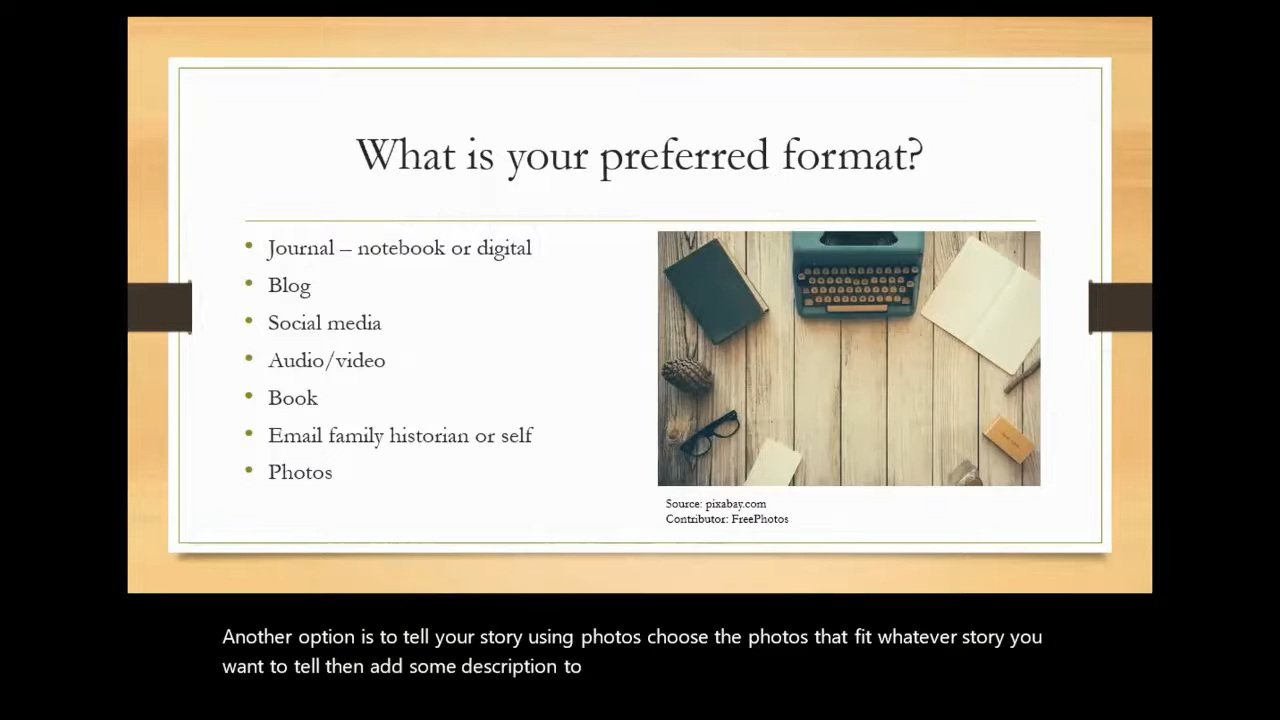 What is your preferred format?
• Journal – notebook or digital
• Blog
• Social media
• Audio/video
• Book
• Email family historian or self
• Photos
Source: pixabay.com
Contributor: FreePhotos
Another option is to tell your story using photos choose the photos that fit whatever story you
want to tell then add some description to